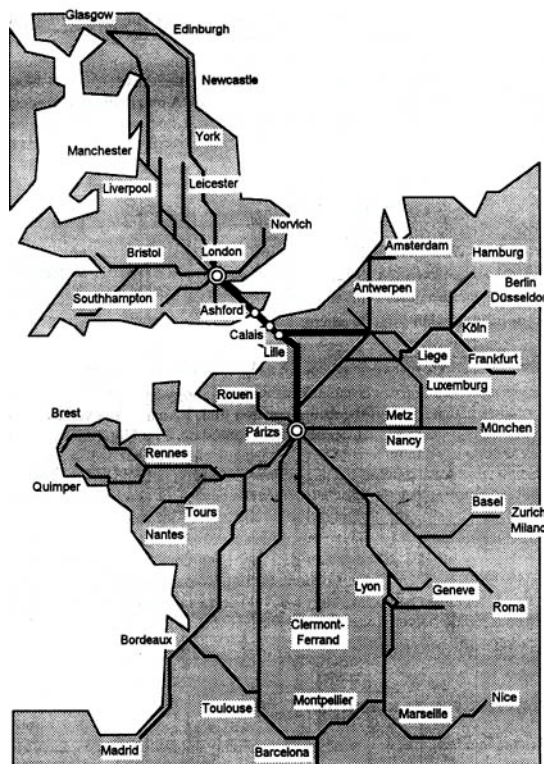 Glasgow
Edinburgh
Newcastle
York
Manchester
Liverpool
Leicester
Norvich
Bristol
London
Amsterdam
Hamburg
Southhampton
Ashford
Antwerpen
Berlin
Düsseldorf
Calais
Köln
Lille
Liege
Frankfurt
Luxemburg
Rouen
Brest
Párizs
Metz
Nancy
München
Rennes
Quimper
Tours
Nantes
Basel
Zurich
Milano
Lyon
Geneve
Roma
Clermont-
Ferrand
Bordeaux
Toulouse
Montpellier
Nice
Marseille
Madrid
Barcelona